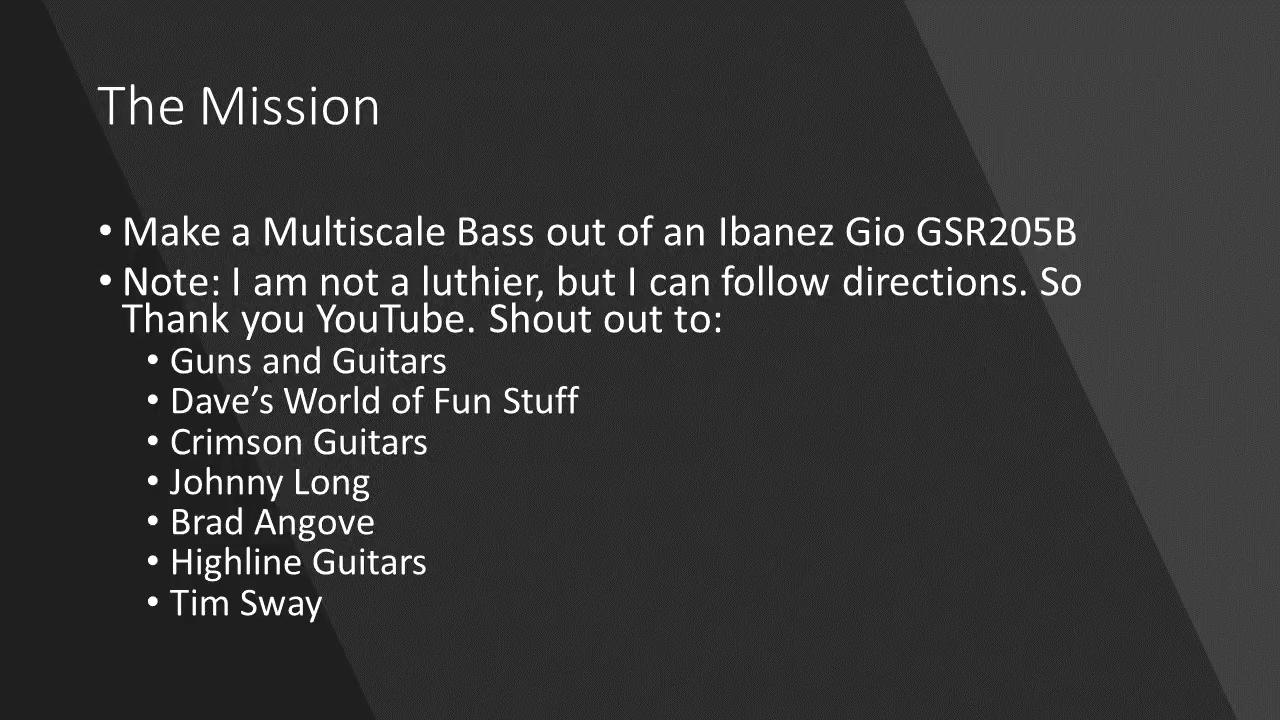 The Mission
• Make a Multiscale Bass out of an Ibanez Gio GSR205B
• Note: I am not a luthier, but I can follow directions. So
Thank you YouTube. Shout out to:
• Guns and Guitars
• Dave’s World of Fun Stuff
• Crimson Guitars
• Johnny Long
• Brad Angove
• Highline Guitars
• Tim Sway